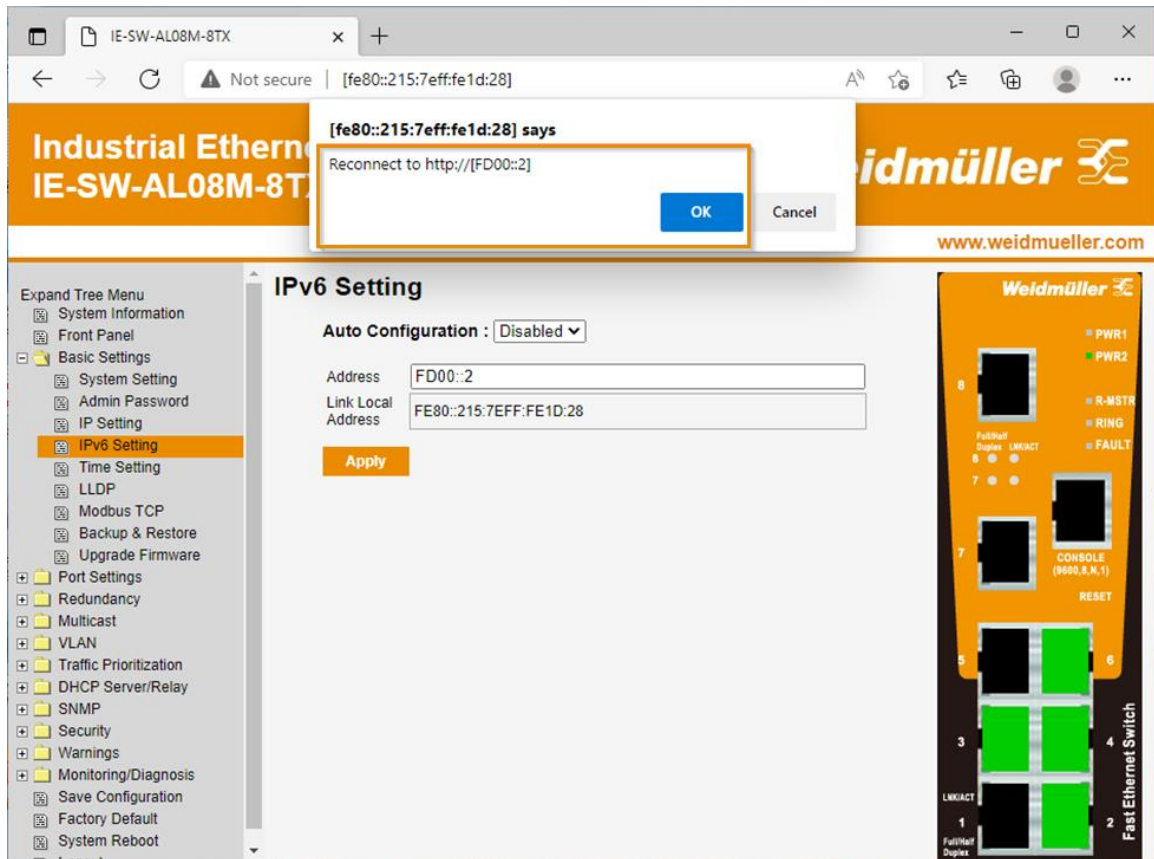 IE-SW-AL08M-8TX
Not secure | [fe80::215:7eff:fe1d:28]
[fe80::215:7eff:fe1d:28] says
Reconnect to http://[FD00::2]
OK
Cancel
Industrial Ethern
IE-SW-AL08M-8T
idmüller
www.weidmueller.com
Expand Tree Menu
System Information
Front Panel
Basic Settings
System Setting
Admin Password
IP Setting
IPv6 Setting
Time Setting
LLDP
Modbus TCP
Backup & Restore
Upgrade Firmware
Port Settings
Redundancy
Multicast
VLAN
Traffic Prioritization
DHCP Server/Relay
SNMP
Security
Warnings
Monitoring/Diagnosis
Save Configuration
Factory Default
System Reboot
IPv6 Setting
Auto Configuration : Disabled
Address FD00::2
Link Local
Address
FE80::215:7EFF:FE1D:28
Apply
Weidmüller
PWR1
PWR2
8
R-MSTR
RING
FAULT
Full/Half
Duplex LNK/ACT
6
7
7
CONSOLE
(9600,8,N,1)
RESET
5
6
3
4
LNK/ACT
1
2
Full/Half
Duplex
Fast Ethernet Switch